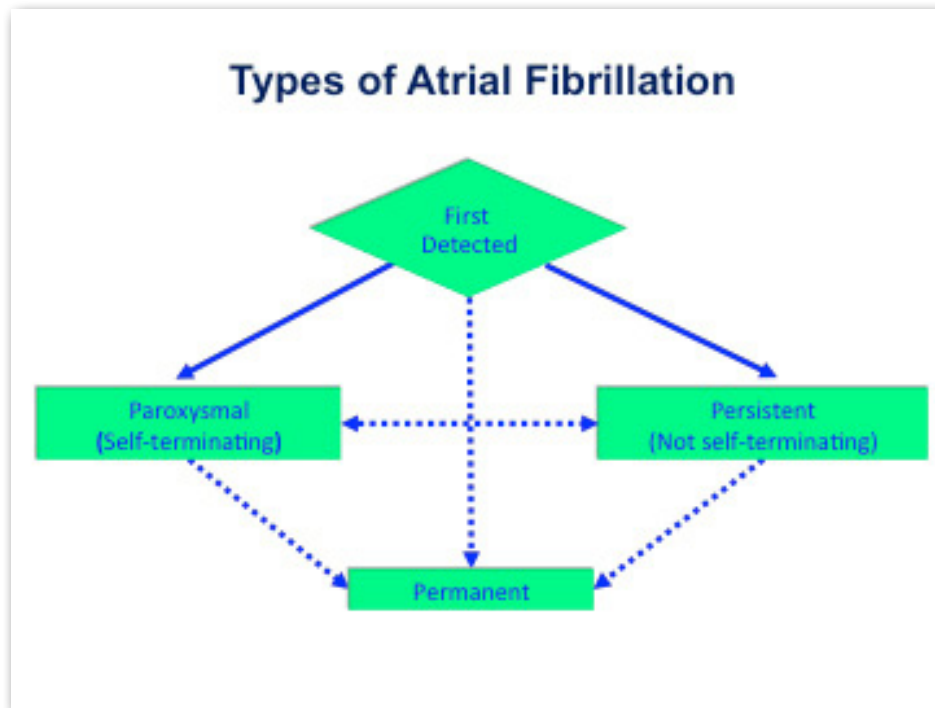 Types of Atrial Fibrillation
First
Detected
Paroxysmal
(Self-terminating)
Persistent
(Not self-terminating)
Permanent